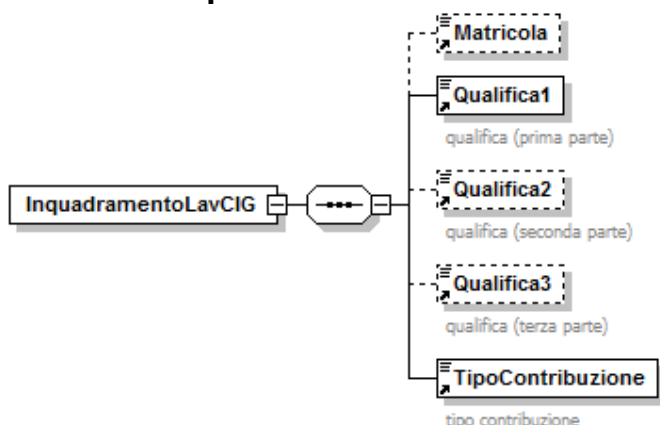 Matricola
Qualifica1
qualifica (prima parte)
InquadramentoLavCIG
Qualifica2
qualifica (seconda parte)
Qualifica3
qualifica (terza parte)
TipoContribuzione
tipo contribuzione